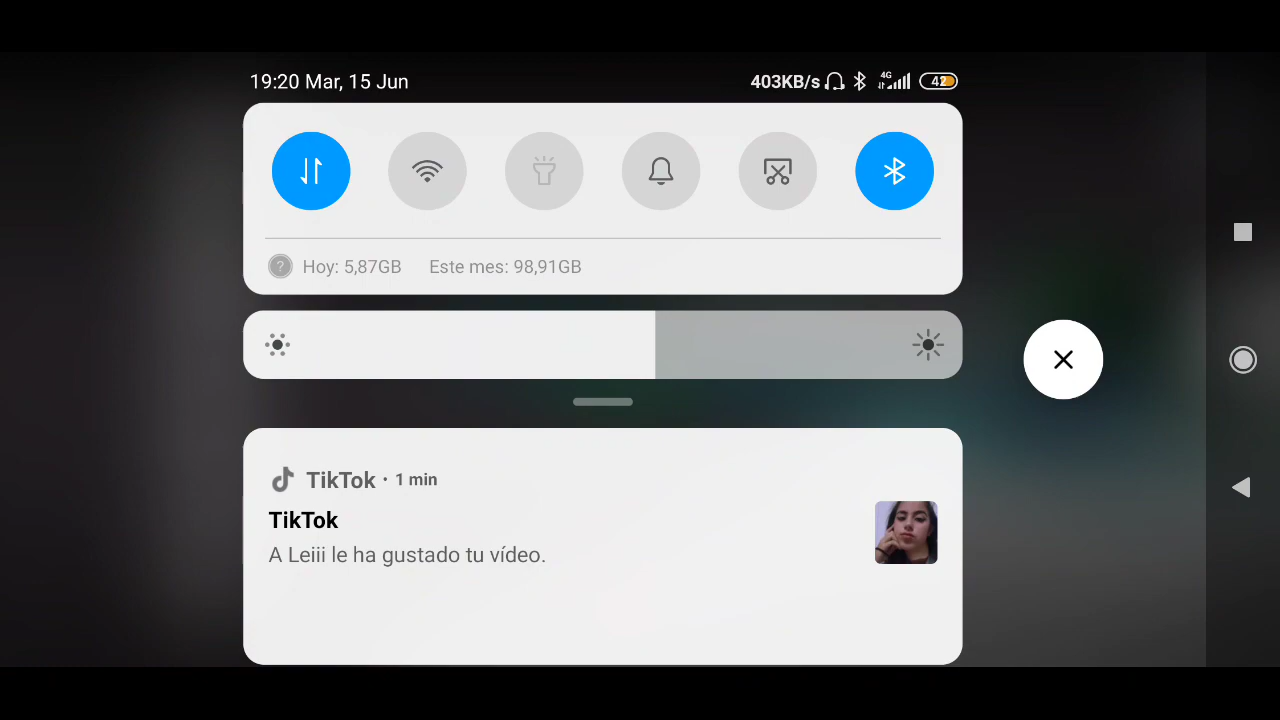 19:20 Mar, 15 Jun 403KB/s 4G 42
Hoy: 5,87GB Este mes: 98,91GB
TikTok · 1 min
TikTok
A Leiii le ha gustado tu vídeo.